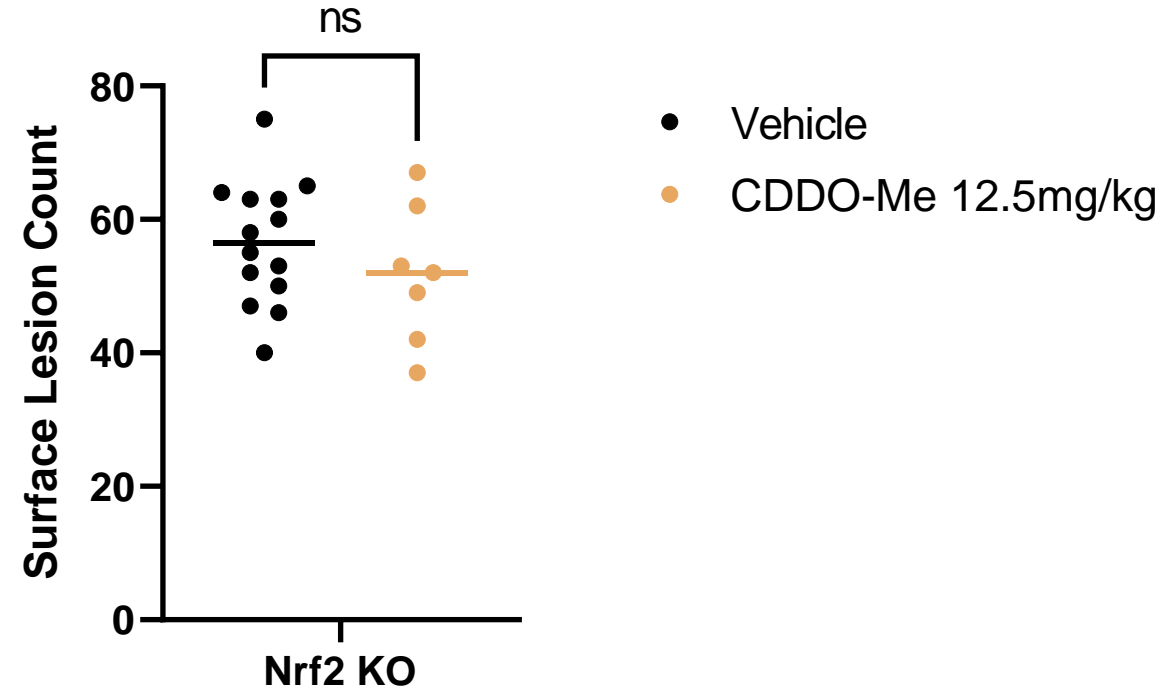 ns
80
60
40
20
0
Surface Lesion Count
Nrf2 KO
Vehicle
CDDO-Me 12.5mg/kg